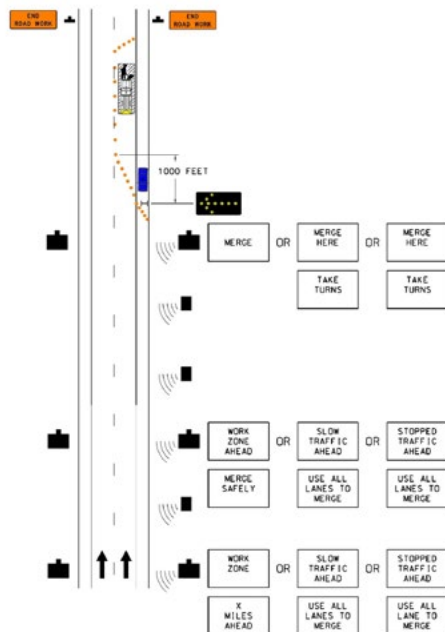 END
ROAD WORK
END
ROAD WORK
1000 FEET
MERGE
OR
MERGE
HERE
OR
MERGE
HERE
TAKE
TURNS
TAKE
TURNS
WORK
ZONE
AHEAD
OR
SLOW
TRAFFIC
AHEAD
OR
STOPPED
TRAFFIC
AHEAD
MERGE
SAFELY
USE ALL
LANES TO
MERGE
USE ALL
LANES TO
MERGE
WORK
ZONE
OR
SLOW
TRAFFIC
AHEAD
OR
STOPPED
TRAFFIC
AHEAD
X
MILES
AHEAD
USE ALL
LANES TO
MERGE
USE ALL
LANES TO
MERGE